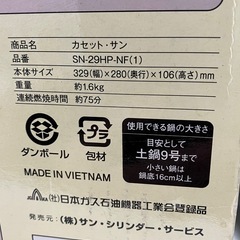 商品名 カセット・サン
品番 SN-29HP-NF(1)
本体サイズ 329(幅)×280(奥行)×106(高さ)mm
重量 約1.6kg
連続燃焼時間 約75分
ダンボール
包材
使用できる鍋の大きさ
目安として
土鍋9号まで
小さい鍋は
鍋底16cm以上
MADE IN VIETNAM
(社)日本ガス石油機器工業会登録品
発売元/(株)サン・シリンダー・サービス